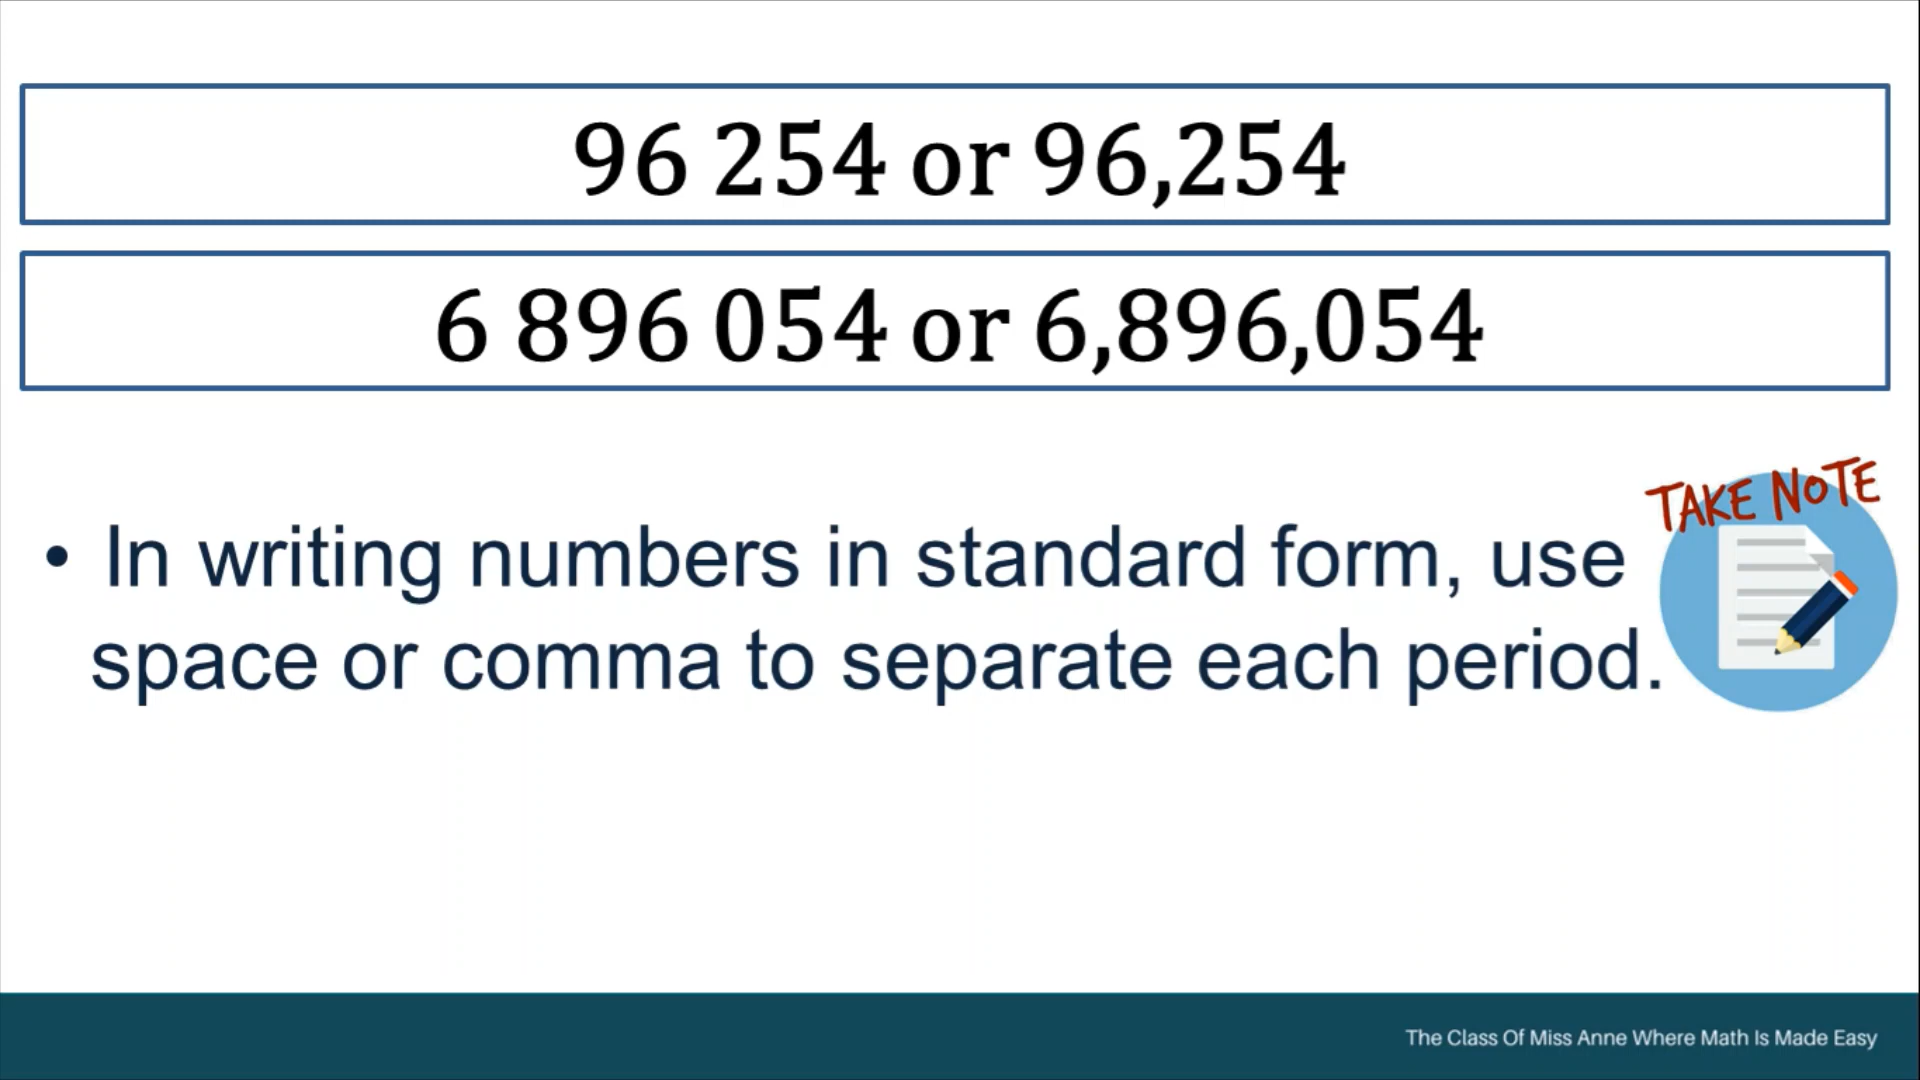 96 254 or 96,254
6 896 054 or 6,896,054
TAKE NOTE
• In writing numbers in standard form, use
space or comma to separate each period.
The Class Of Miss Anne Where Math Is Made Easy